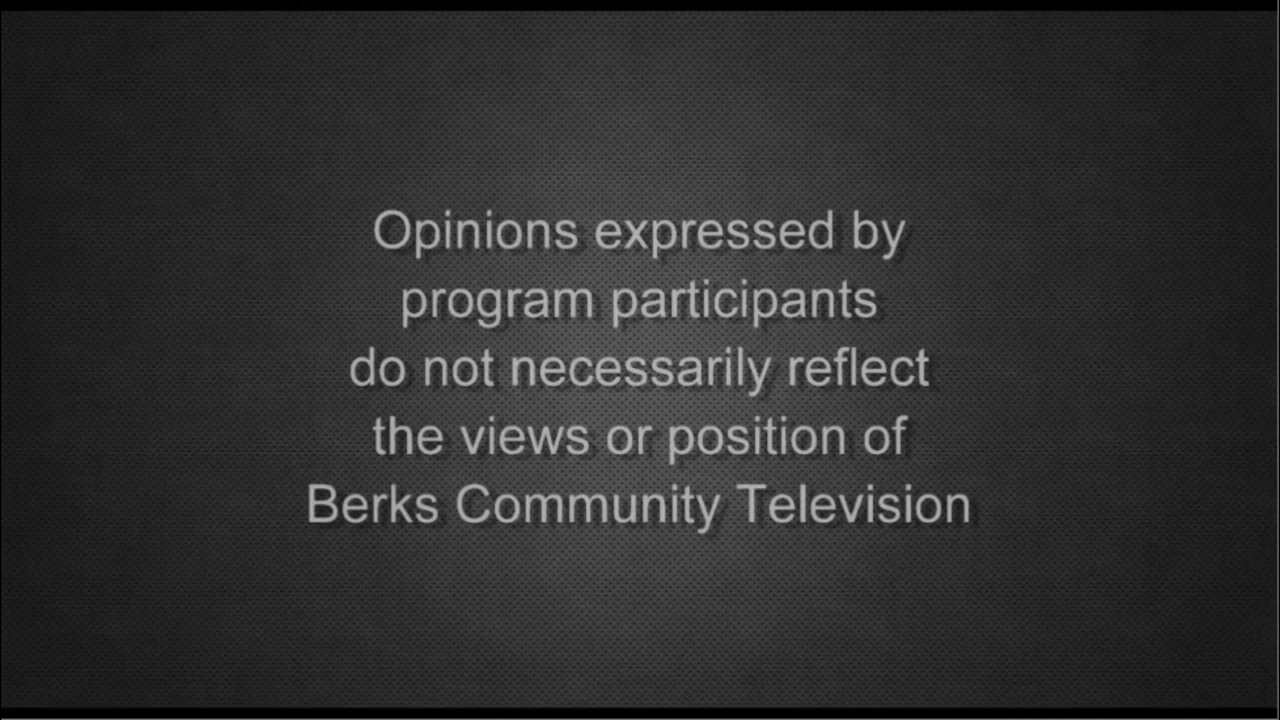 Opinions expressed by
program participants
do not necessarily reflect
the views or position of
Berks Community Television